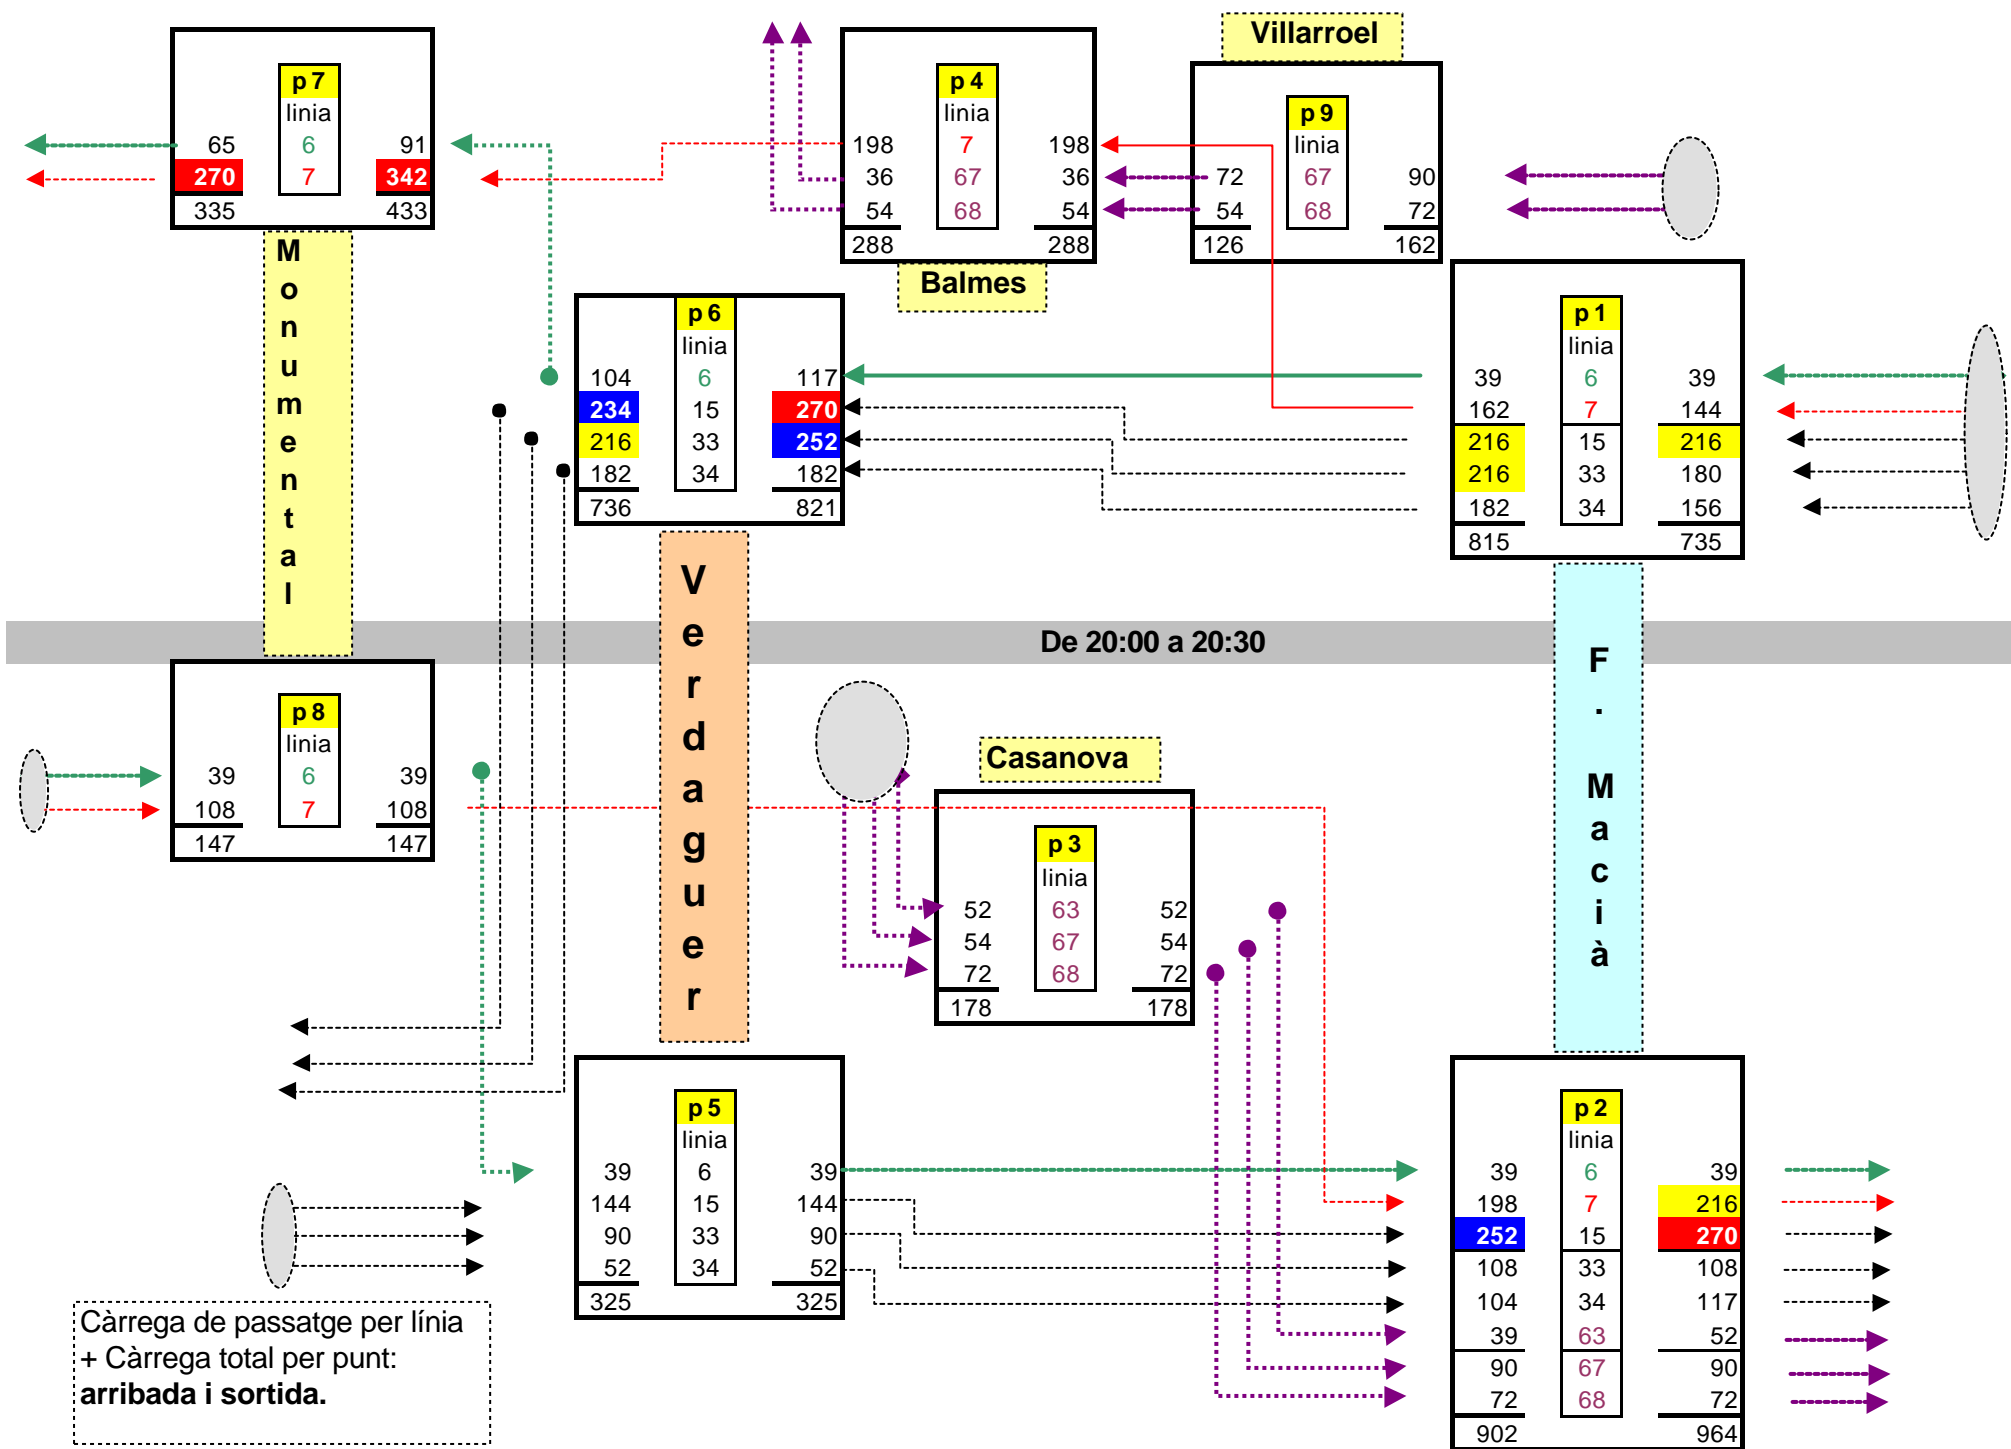 Villarroel
p 7
linia
65 6 91
270 7 342
335 433
p 4
linia
198 7 198
36 67 36
54 68 54
288 288
Balmes
p 9
linia
72 67 90
54 68 72
126 162
Monumental
p 6
linia
104 6 117
234 15 270
216 33 252
182 34 182
736 821
p 1
linia
39 6 39
162 7 144
216 15 216
216 33 180
182 34 156
815 735
Verdaguer
De 20:00 a 20:30
F. Macià
p 8
linia
39 6 39
108 7 108
147 147
Casanova
p 3
linia
52 63 52
54 67 54
72 68 72
178 178
p 5
linia
39 6 39
144 15 144
90 33 90
52 34 52
325 325
p 2
linia
39 6 39
198 7 216
252 15 270
108 33 108
104 34 117
39 63 52
90 67 90
72 68 72
902 964
Càrrega de passatge per línia
+ Càrrega total per punt:
arribada i sortida.